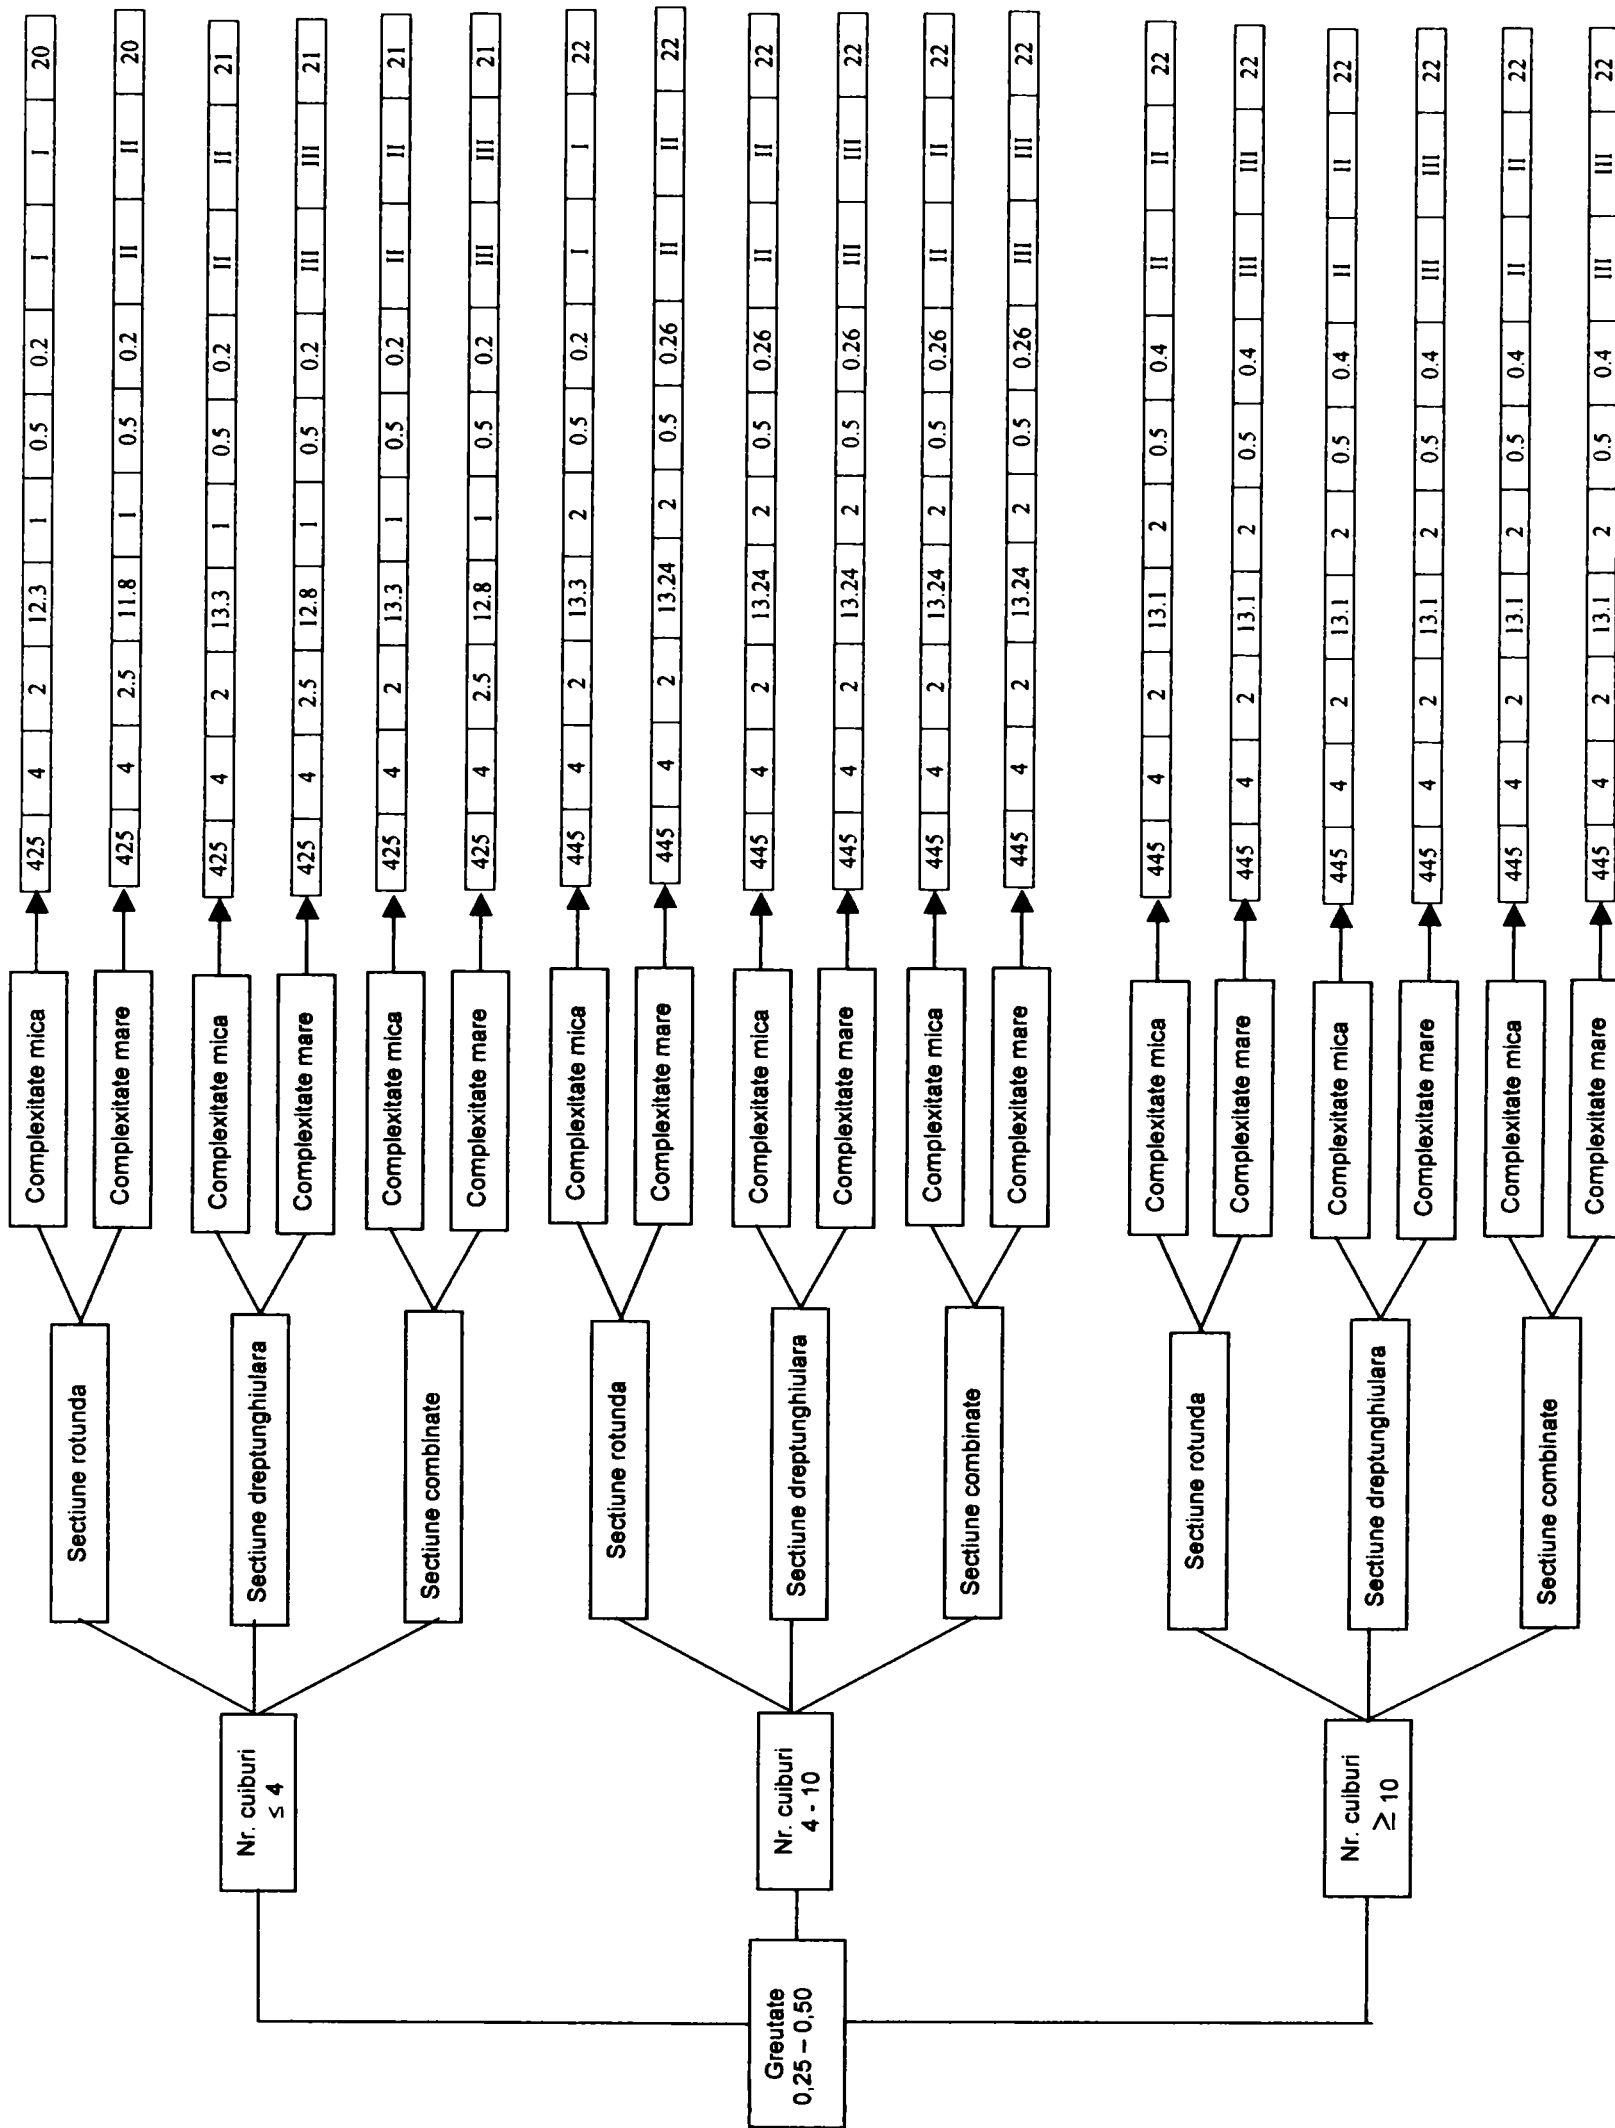 Greutate
0,25 – 0,50
Nr. cuiburi
≤ 4
Sectiune rotunda
Complexitate mica
425 4 2 12.3 1 0.5 0.2 I I 20
Complexitate mare
425 4 2.5 11.8 1 0.5 0.2 II II 20
Sectiune dreptunghiulara
Complexitate mica
425 4 2 13.3 1 0.5 0.2 II II 21
Complexitate mare
425 4 2.5 12.8 1 0.5 0.2 III III 21
Sectiune combinate
Complexitate mica
425 4 2 13.3 1 0.5 0.2 II II 21
Complexitate mare
425 4 2.5 12.8 1 0.5 0.2 III III 21
Nr. cuiburi
4 - 10
Sectiune rotunda
Complexitate mica
445 4 2 13.3 2 0.5 0.2 I I 22
Complexitate mare
445 4 2 13.24 2 0.5 0.26 II II 22
Sectiune dreptunghiulara
Complexitate mica
445 4 2 13.24 2 0.5 0.26 II II 22
Complexitate mare
445 4 2 13.24 2 0.5 0.26 III III 22
Sectiune combinate
Complexitate mica
445 4 2 13.24 2 0.5 0.26 II II 22
Complexitate mare
445 4 2 13.24 2 0.5 0.26 III III 22
Nr. cuiburi
≥ 10
Sectiune rotunda
Complexitate mica
445 4 2 13.1 2 0.5 0.4 II II 22
Complexitate mare
445 4 2 13.1 2 0.5 0.4 III III 22
Sectiune dreptunghiulara
Complexitate mica
445 4 2 13.1 2 0.5 0.4 II II 22
Complexitate mare
445 4 2 13.1 2 0.5 0.4 III III 22
Sectiune combinate
Complexitate mica
445 4 2 13.1 2 0.5 0.4 II II 22
Complexitate mare
445 4 2 13.1 2 0.5 0.4 III III 22